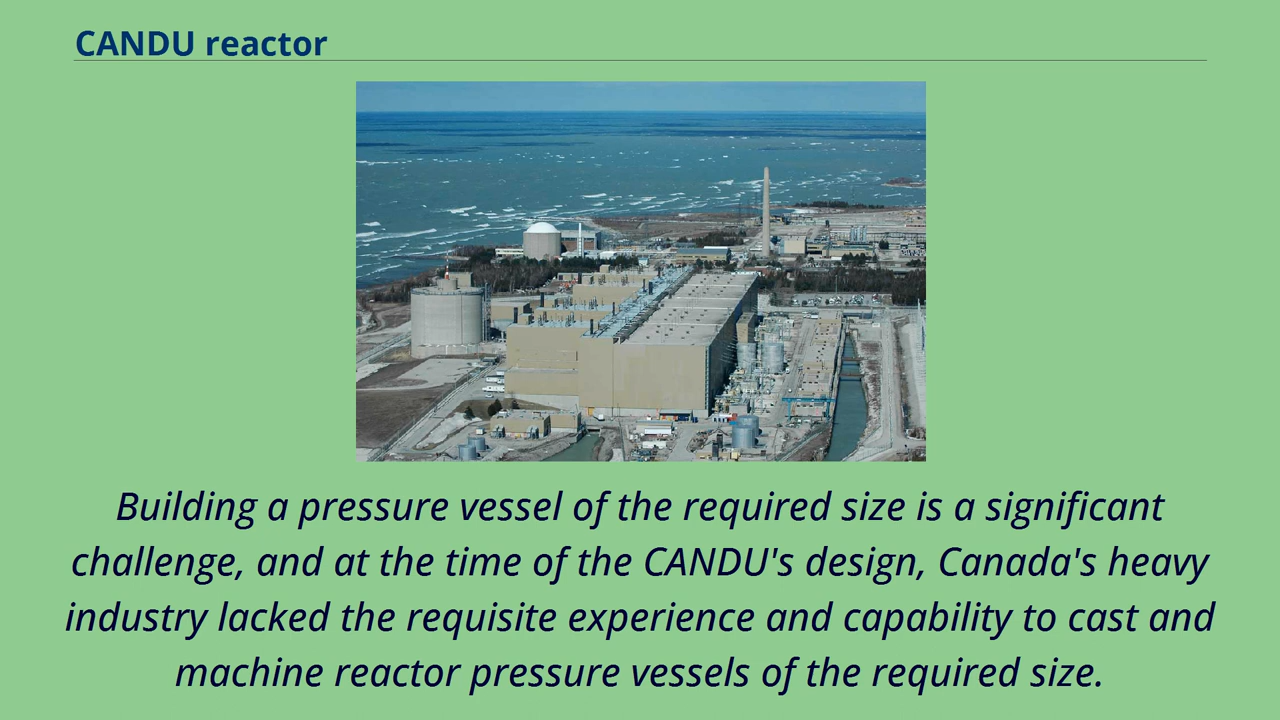 CANDU reactor
Building a pressure vessel of the required size is a significant
challenge, and at the time of the CANDU's design, Canada's heavy
industry lacked the requisite experience and capability to cast and
machine reactor pressure vessels of the required size.